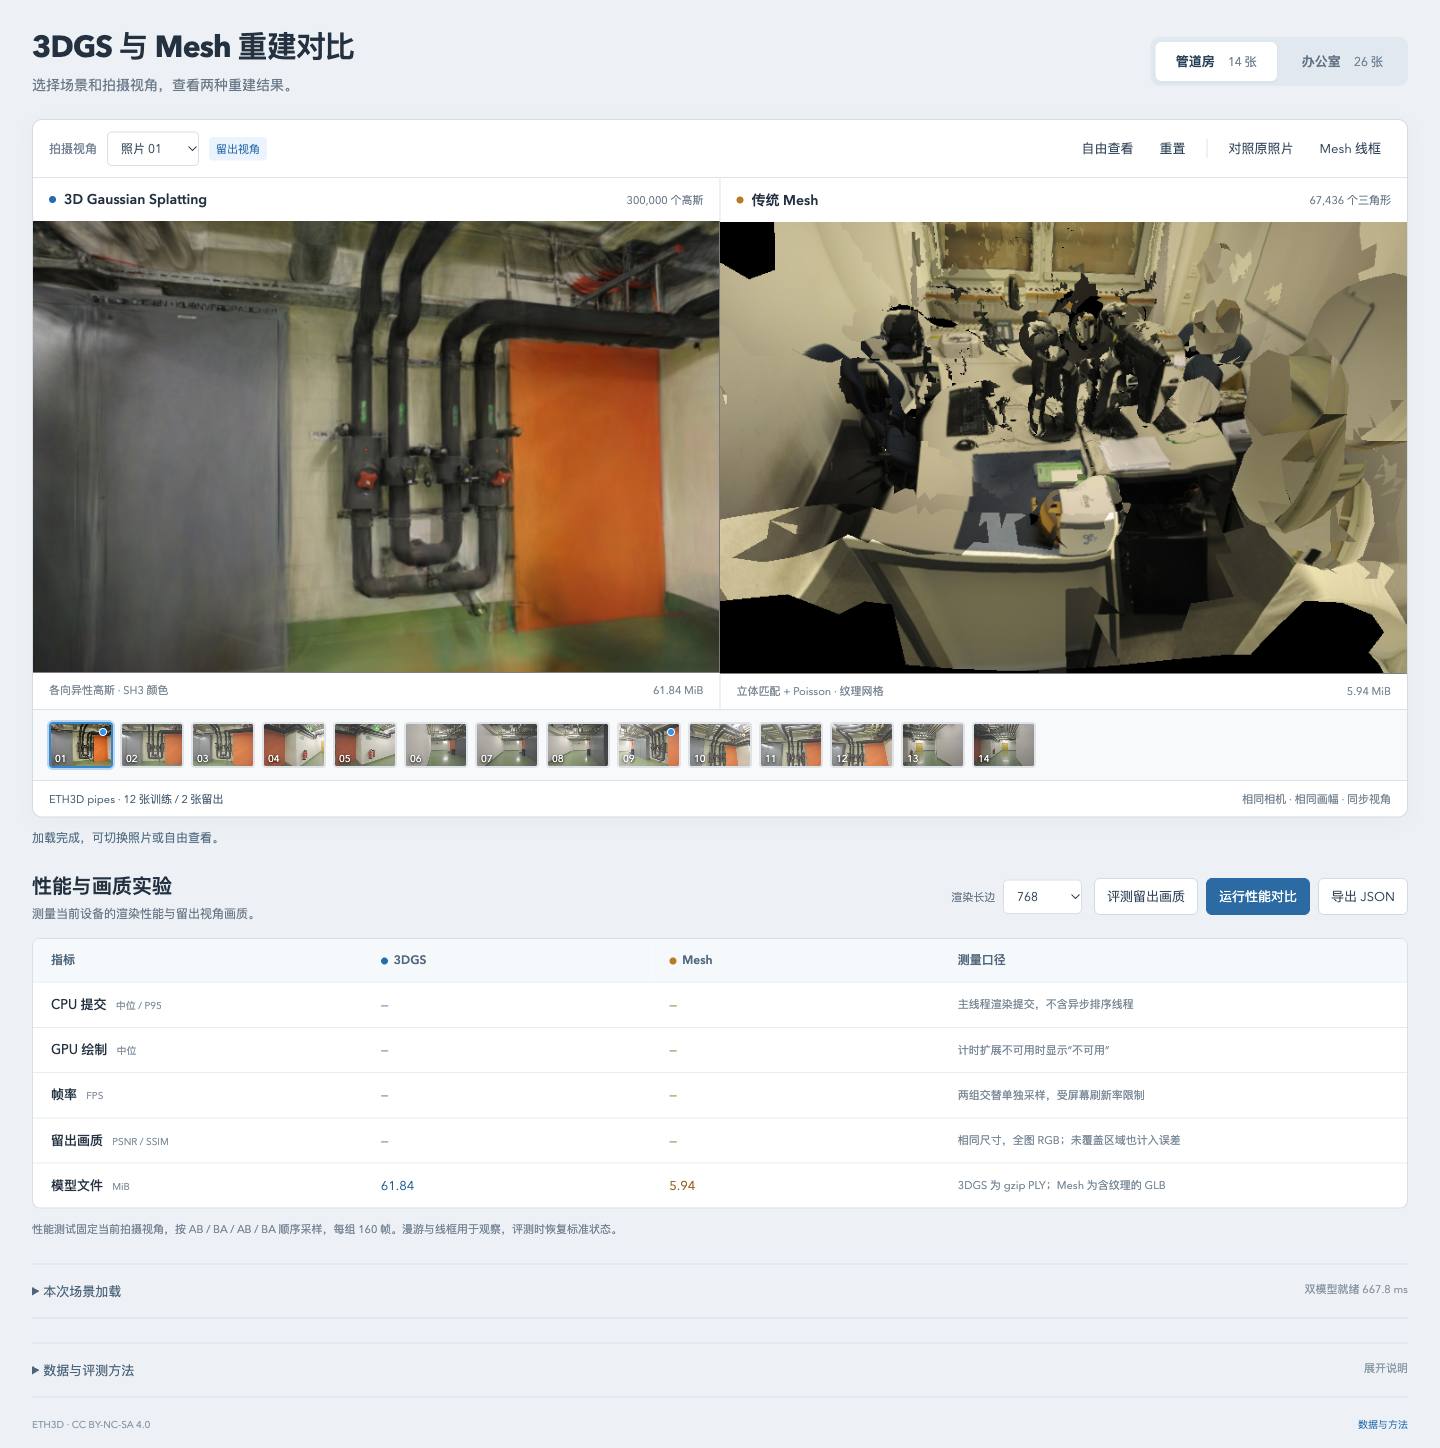 3DGS 与 Mesh 重建对比
选择场景和拍摄视角，查看两种重建结果。
管道房 14 张 办公室 26 张
拍摄视角 照片 01 留出视角 自由查看 重置 对照原照片 Mesh 线框
3D Gaussian Splatting 300,000 个高斯
传统 Mesh 67,436 个三角形
各向异性高斯 · SH3 颜色 61.84 MiB
立体匹配 + Poisson · 纹理网格 5.94 MiB
01 02 03 04 05 06 07 08 09 10 11 12 13 14
ETH3D pipes · 12 张训练 / 2 张留出 相同相机 · 相同画幅 · 同步视角
加载完成，可切换照片或自由查看。
性能与画质实验
测量当前设备的渲染性能与留出视角画质。
渲染长边 768 评测留出画质 运行性能对比 导出 JSON
指标 3DGS Mesh 测量口径
CPU 提交 中位 / P95 – – 主线程渲染提交，不含异步排序线程
GPU 绘制 中位 – – 计时扩展不可用时显示“不可用”
帧率 FPS – – 两组交替单独采样，受屏幕刷新率限制
留出画质 PSNR / SSIM – – 相同尺寸，全图 RGB；未覆盖区域也计入误差
模型文件 MiB 61.84 5.94 3DGS 为 gzip PLY；Mesh 为含纹理的 GLB
性能测试固定当前拍摄视角，按 AB / BA / AB / BA 顺序采样，每组 160 帧。漫游与线框用于观察，评测时恢复标准状态。
本次场景加载 双模型就绪 667.8 ms
数据与评测方法 展开说明
ETH3D · CC BY-NC-SA 4.0 数据与方法